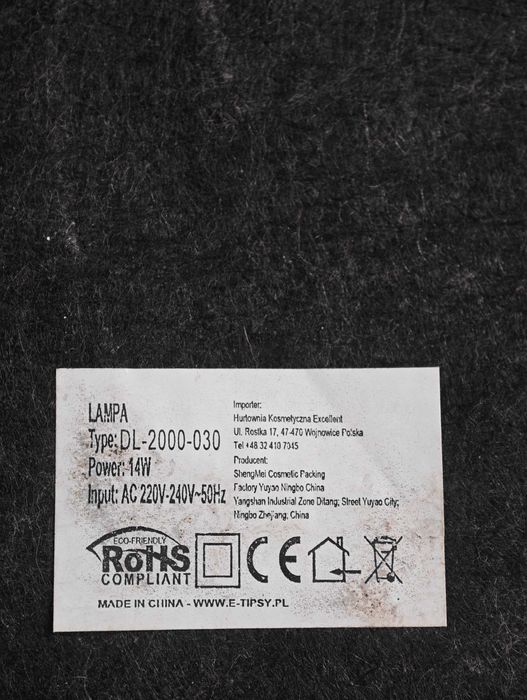 LAMPA
Type: DL-2000-030
Power: 14W
Input: AC 220V-240V~50Hz
Importer:
Hurtownia Kosmetyczna Excellent
Ul. Rostka 17, 47-470 Wojnowice Polska
Tel +48 32 410 7045
Producent:
ShengMei Cosmetic Packing
Factory Yuyao Ningbo China
Yangshan Industrial Zone Ditang; Street Yuyao City;
Ningbo Zhejiang, China
ECO-FRIENDLY
RoHS
COMPLIANT
CE
MADE IN CHINA - WWW.E-TIPSY.PL